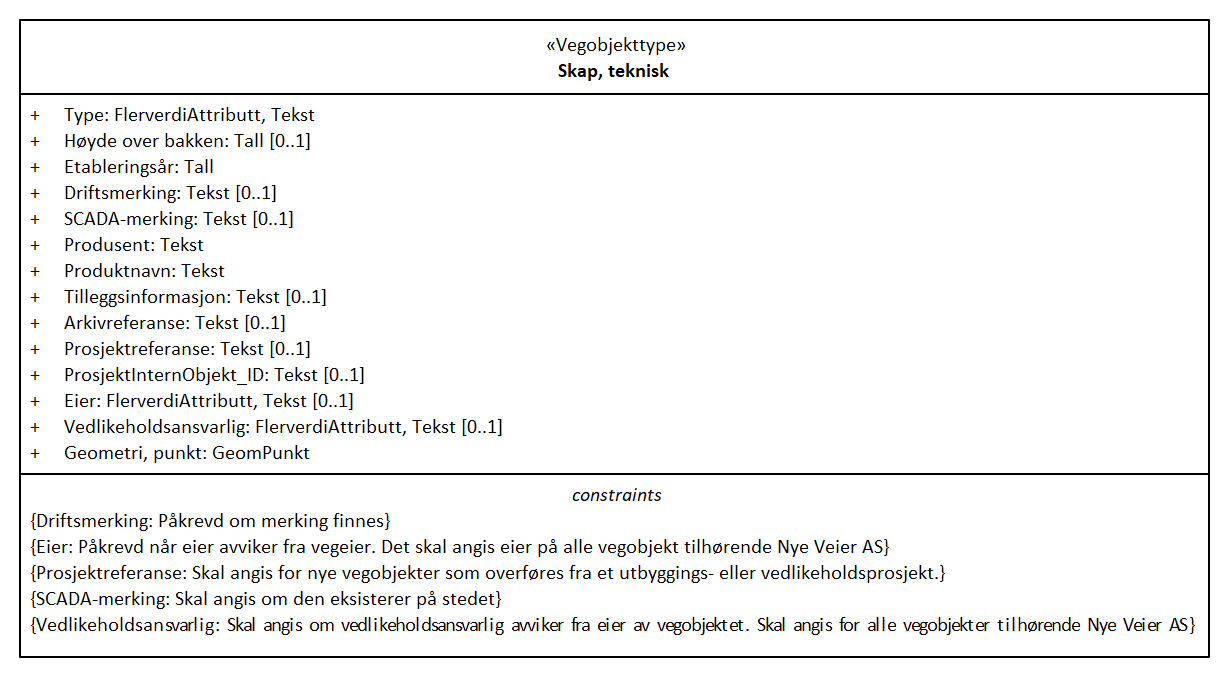 «Vegobjekttype»
Skap, teknisk
+ Type: FlerverdiAttributt, Tekst
+ Høyde over bakken: Tall [0..1]
+ Etableringsår: Tall
+ Driftsmerking: Tekst [0..1]
+ SCADA-merking: Tekst [0..1]
+ Produsent: Tekst
+ Produktnavn: Tekst
+ Tilleggsinformasjon: Tekst [0..1]
+ Arkivreferanse: Tekst [0..1]
+ Prosjektreferanse: Tekst [0..1]
+ ProsjektInternObjekt_ID: Tekst [0..1]
+ Eier: FlerverdiAttributt, Tekst [0..1]
+ Vedlikeholdsansvarlig: FlerverdiAttributt, Tekst [0..1]
+ Geometri, punkt: GeomPunkt
constraints
{Driftsmerking: Påkrevd om merking finnes}
{Eier: Påkrevd når eier avviker fra vegeier. Det skal angis eier på alle vegobjekt tilhørende Nye Veier AS}
{Prosjektreferanse: Skal angis for nye vegobjekter som overføres fra et utbyggings- eller vedlikeholdsprosjekt.}
{SCADA-merking: Skal angis om den eksisterer på stedet}
{Vedlikeholdsansvarlig: Skal angis om vedlikeholdsansvarlig avviker fra eier av vegobjektet. Skal angis for alle vegobjekter tilhørende Nye Veier AS}